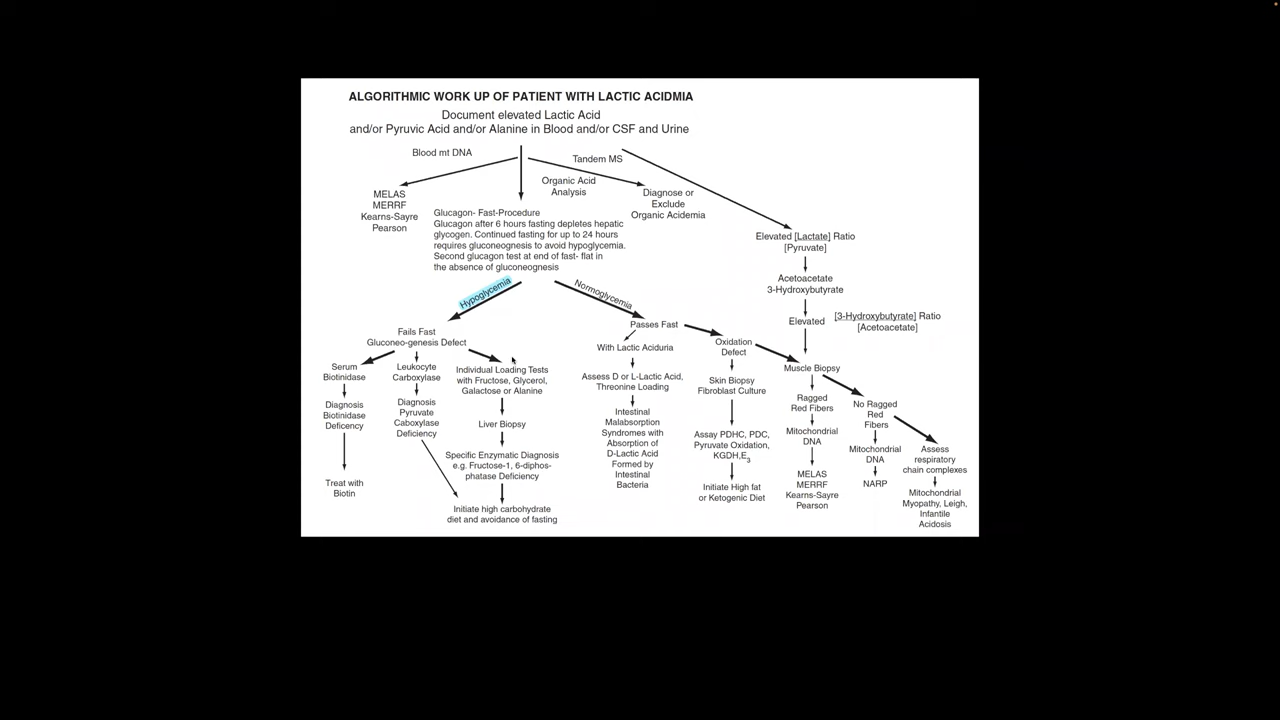 ALGORITHMIC WORK UP OF PATIENT WITH LACTIC ACIDMIA
Document elevated Lactic Acid
and/or Pyruvic Acid and/or Alanine in Blood and/or CSF and Urine
Blood mt DNA
Tandem MS
Organic Acid
Analysis
MELAS
MERRF
Kearns-Sayre
Pearson
Diagnose or
Exclude
Organic Acidemia
Glucagon- Fast-Procedure
Glucagon after 6 hours fasting depletes hepatic
glycogen. Continued fasting for up to 24 hours
requires gluconeognesis to avoid hypoglycemia.
Second glucagon test at end of fast- flat in
the absence of gluconeognesis
Elevated [Lactate] Ratio
[Pyruvate]
Acetoacetate
3-Hydroxybutyrate
Elevated
[3-Hydroxybutyrate] Ratio
[Acetoacetate]
Hypoglycemia
Normoglycemia
Fails Fast
Gluconeo-genesis Defect
Passes Fast
With Lactic Aciduria
Oxidation
Defect
Muscle Biopsy
Serum
Biotinidase
Diagnosis
Biotinidase
Deficency
Treat with
Biotin
Leukocyte
Carboxylase
Diagnosis
Pyruvate
Caboxylase
Deficiency
Individual Loading Tests
with Fructose, Glycerol,
Galactose or Alanine
Liver Biopsy
Specific Enzymatic Diagnosis
e.g. Fructose-1, 6-diphos-
phatase Deficiency
Initiate high carbohydrate
diet and avoidance of fasting
Assess D or L-Lactic Acid,
Threonine Loading
Intestinal
Malabsorption
Syndromes with
Absorption of
D-Lactic Acid
Formed by
Intestinal
Bacteria
Skin Biopsy
Fibroblast Culture
Assay PDHC, PDC,
Pyruvate Oxidation,
KGDH,E3
Initiate High fat
or Ketogenic Diet
Ragged
Red Fibers
Mitochondrial
DNA
MELAS
MERRF
Kearns-Sayre
Pearson
No Ragged
Red
Fibers
Mitochondrial
DNA
NARP
Assess
respiratory
chain complexes
Mitochondrial
Myopathy, Leigh,
Infantile
Acidosis